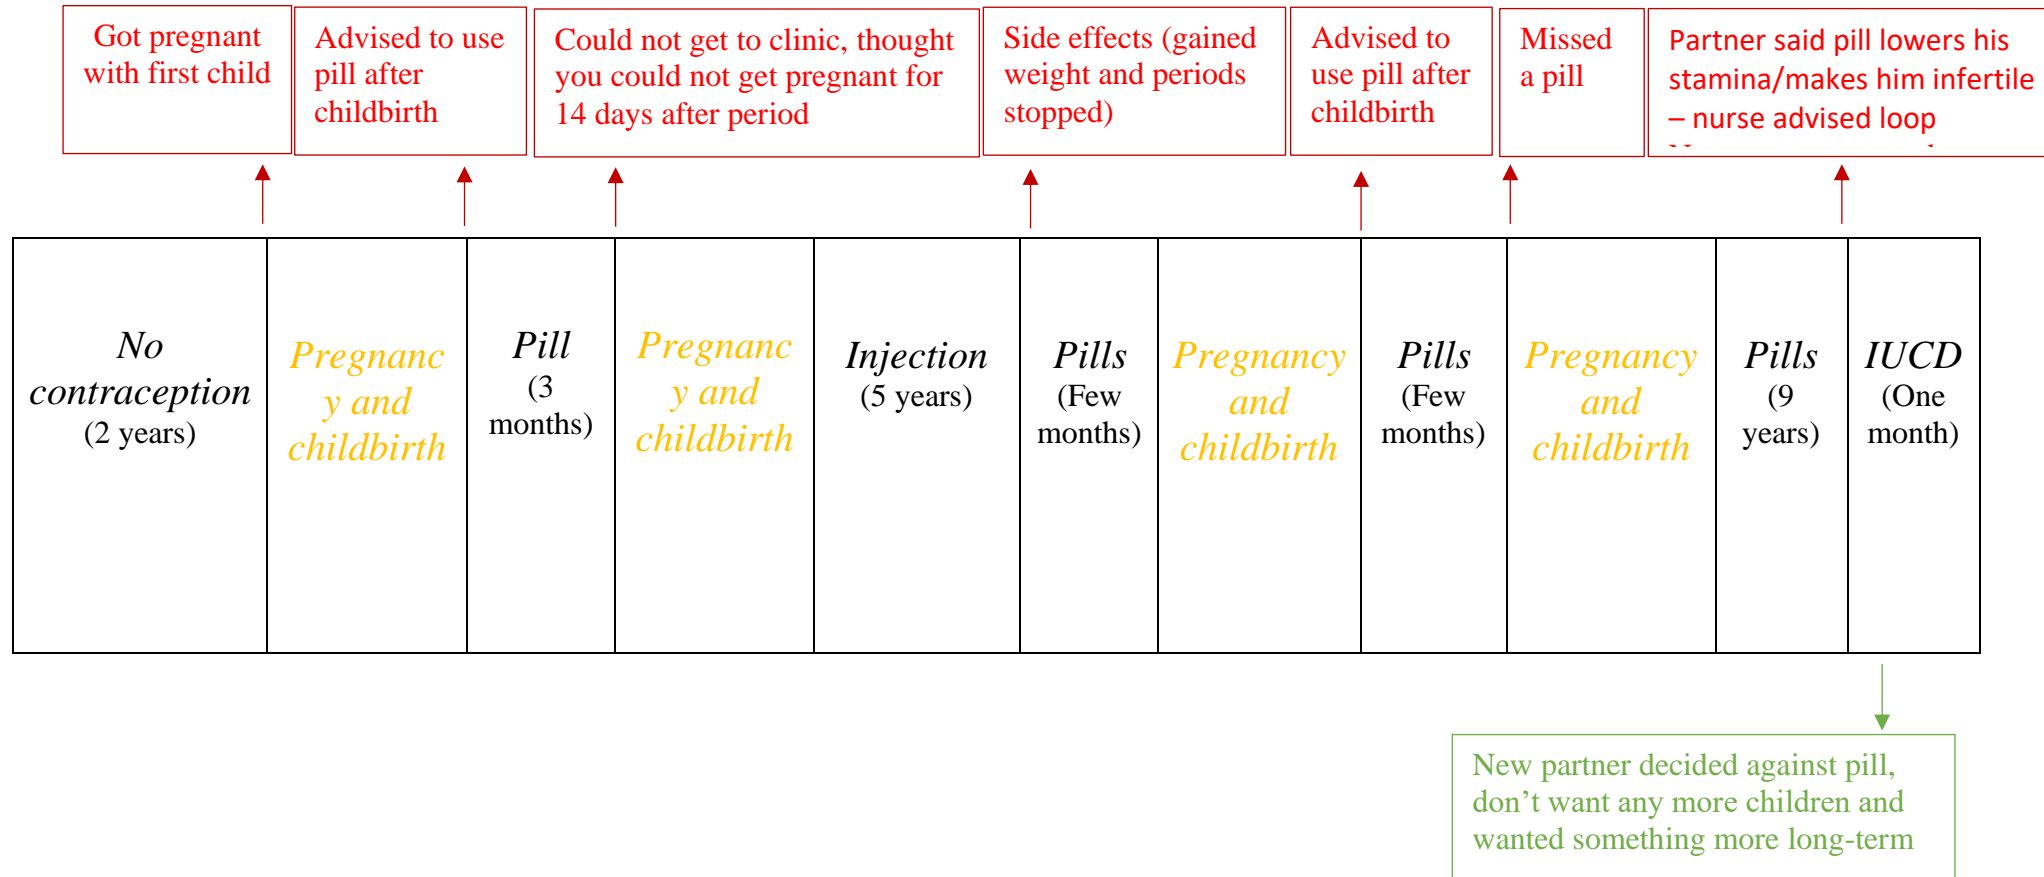 Got pregnant
with first child
Advised to use
pill after
childbirth
Could not get to clinic, thought
you could not get pregnant for
14 days after period
Side effects (gained
weight and periods
stopped)
Advised to
use pill after
childbirth
Missed
a pill
Partner said pill lowers his
stamina/makes him infertile
– nurse advised loop
No
contraception
(2 years)
Pregnanc
y and
childbirth
Pill
(3
months)
Pregnanc
y and
childbirth
Injection
(5 years)
Pills
(Few
months)
Pregnancy
and
childbirth
Pills
(Few
months)
Pregnancy
and
childbirth
Pills
(9
years)
IUCD
(One
month)
New partner decided against pill,
don’t want any more children and
wanted something more long-term